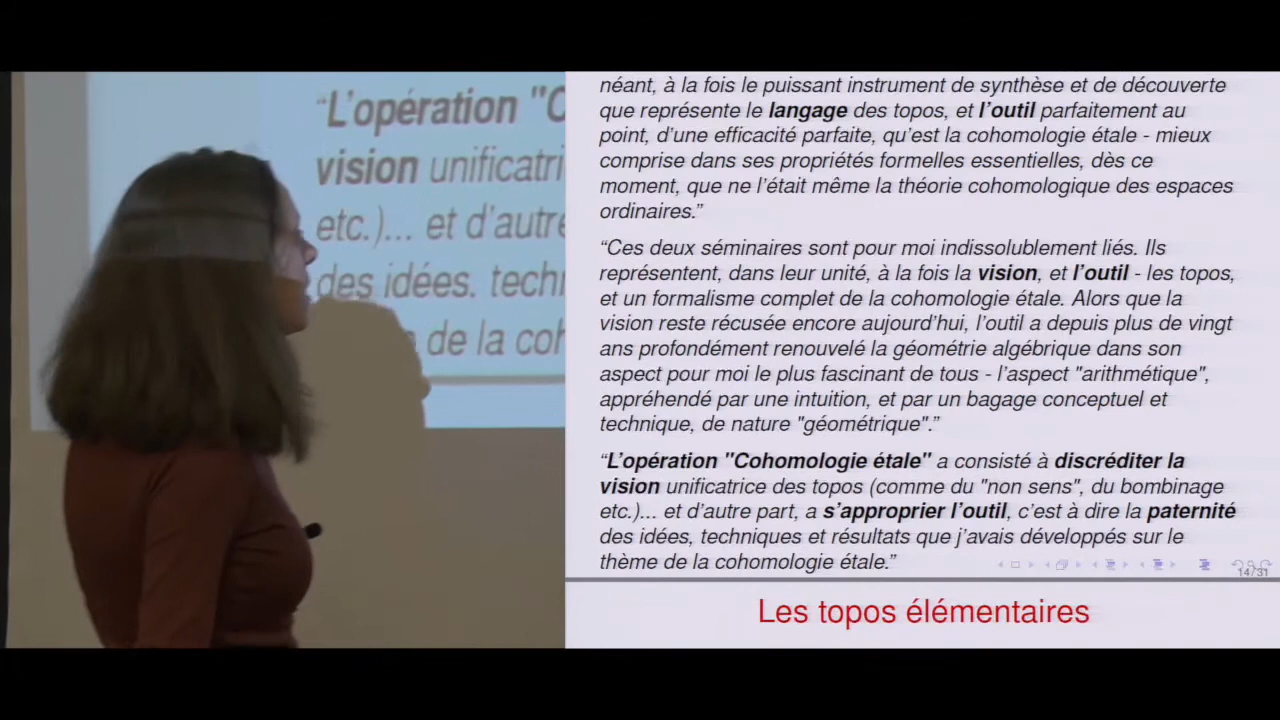 “L'opération "C
vision unificatri
etc.)... et d'autre
des idées. techn
de la coh
néant, à la fois le puissant instrument de synthèse et de découverte
que représente le langage des topos, et l'outil parfaitement au
point, d'une efficacité parfaite, qu'est la cohomologie étale - mieux
comprise dans ses propriétés formelles essentielles, dès ce
moment, que ne l'était même la théorie cohomologique des espaces
ordinaires.”
“Ces deux séminaires sont pour moi indissolublement liés. Ils
représentent, dans leur unité, à la fois la vision, et l'outil - les topos,
et un formalisme complet de la cohomologie étale. Alors que la
vision reste récusée encore aujourd'hui, l'outil a depuis plus de vingt
ans profondément renouvelé la géométrie algébrique dans son
aspect pour moi le plus fascinant de tous - l'aspect "arithmétique",
appréhendé par une intuition, et par un bagage conceptuel et
technique, de nature "géométrique".”
“L'opération "Cohomologie étale" a consisté à discréditer la
vision unificatrice des topos (comme du "non sens", du bombinage
etc.)... et d'autre part, a s'approprier l'outil, c'est à dire la paternité
des idées, techniques et résultats que j'avais développés sur le
thème de la cohomologie étale.”
14/31
Les topos élémentaires